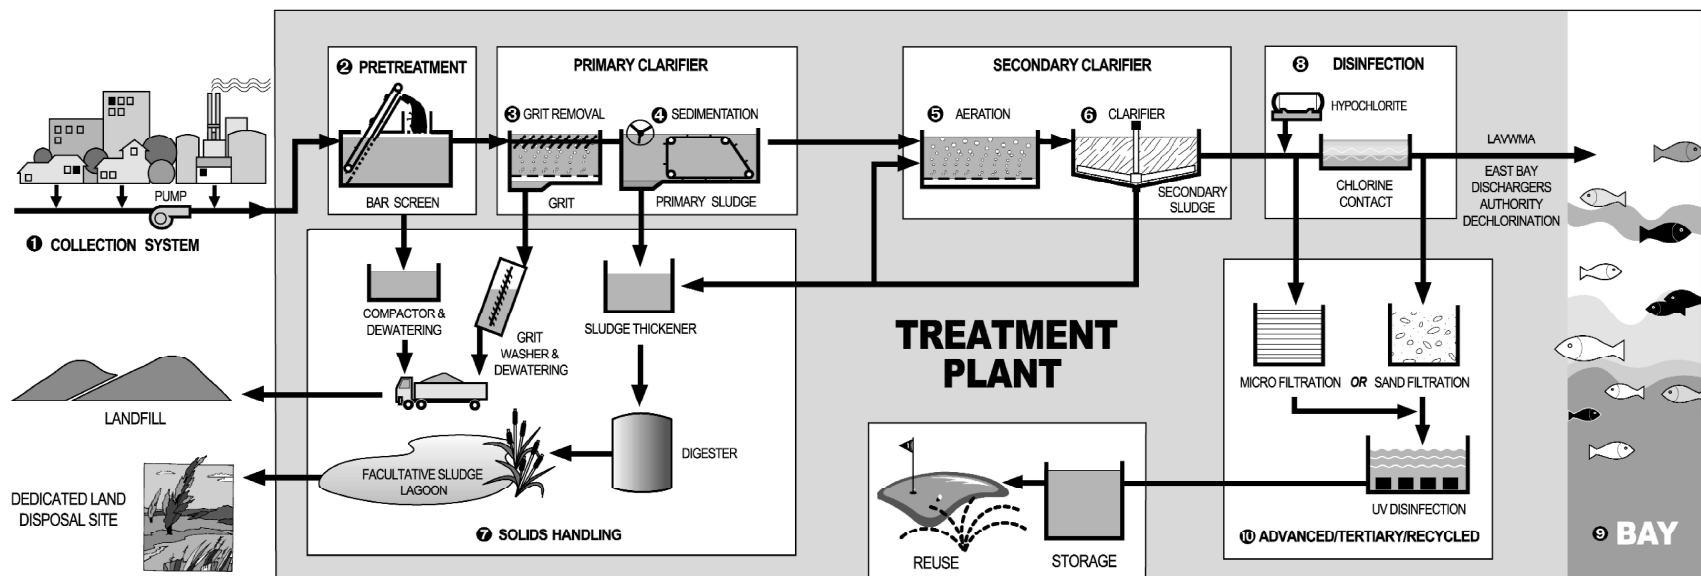 ❷ PRETREATMENT
BAR SCREEN
PRIMARY CLARIFIER
❸ GRIT REMOVAL
❹ SEDIMENTATION
GRIT
PRIMARY SLUDGE
SECONDARY CLARIFIER
❺ AERATION
❻ CLARIFIER
SECONDARY
SLUDGE
❽ DISINFECTION
HYPOCHLORITE
CHLORINE
CONTACT
LAVWMA
EAST BAY
DISCHARGERS
AUTHORITY
DECHLORINATION
PUMP
❶ COLLECTION SYSTEM
COMPACTOR &
DEWATERING
GRIT
WASHER &
DEWATERING
SLUDGE THICKENER
LANDFILL
DIGESTER
FACULTATIVE SLUDGE
LAGOON
DEDICATED LAND
DISPOSAL SITE
❼ SOLIDS HANDLING
TREATMENT
PLANT
MICRO FILTRATION OR SAND FILTRATION
UV DISINFECTION
❿ ADVANCED/TERTIARY/RECYCLED
REUSE
STORAGE
❾ BAY